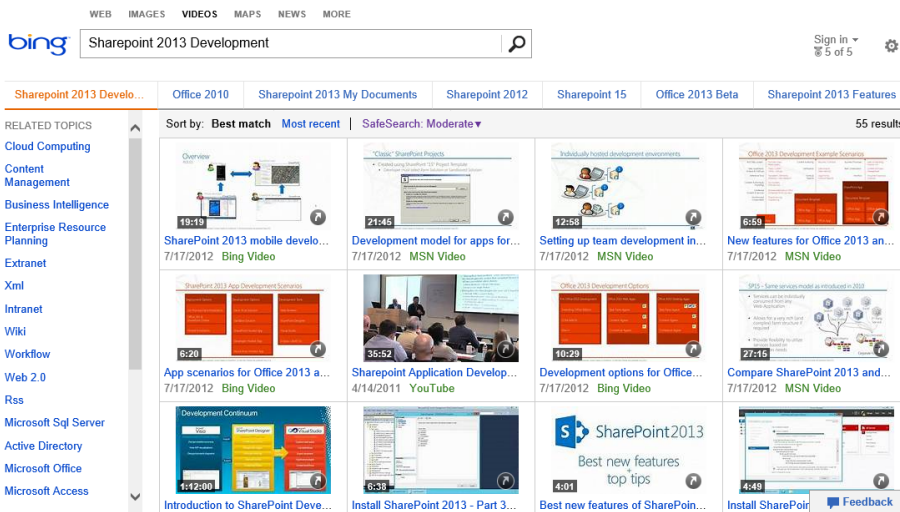 WEB IMAGES VIDEOS MAPS NEWS MORE
bing
Sharepoint 2013 Development
Sign in
5 of 5
Sharepoint 2013 Develo... Office 2010 Sharepoint 2013 My Documents Sharepoint 2012 Sharepoint 15 Office 2013 Beta Sharepoint 2013 Features
RELATED TOPICS
Cloud Computing
Content
Management
Business Intelligence
Enterprise Resource
Planning
Extranet
Xml
Intranet
Wiki
Workflow
Web 2.0
Rss
Microsoft Sql Server
Active Directory
Microsoft Office
Microsoft Access
Sort by: Best match Most recent | SafeSearch: Moderate▾ 55 results
Overview
19:19
SharePoint 2013 mobile develo...
7/17/2012 Bing Video
"Classic" SharePoint Projects
21:45
Development model for apps for...
7/17/2012 MSN Video
Individually hosted development environments
12:58
Setting up team development in...
7/17/2012 MSN Video
Office 2013 Development Example Scenarios
6:59
New features for Office 2013 an...
7/17/2012 MSN Video
SharePoint 2013 App Development Scenarios
6:20
App scenarios for Office 2013 a...
7/17/2012 Bing Video
35:52
Sharepoint Application Develop...
4/14/2011 YouTube
Office 2013 Development Options
10:29
Development options for Office...
7/17/2012 Bing Video
SP15 - Same services model as introduced in 2010
27:15
Compare SharePoint 2013 and...
7/17/2012 MSN Video
Development Continuum
1:12:00
Introduction to SharePoint Deve...
6:38
Install SharePoint 2013 - Part 3...
SharePoint2013
Best new features
+
top tips
4:01
Best new features of SharePoin...
4:49
Install SharePoin
Feedback